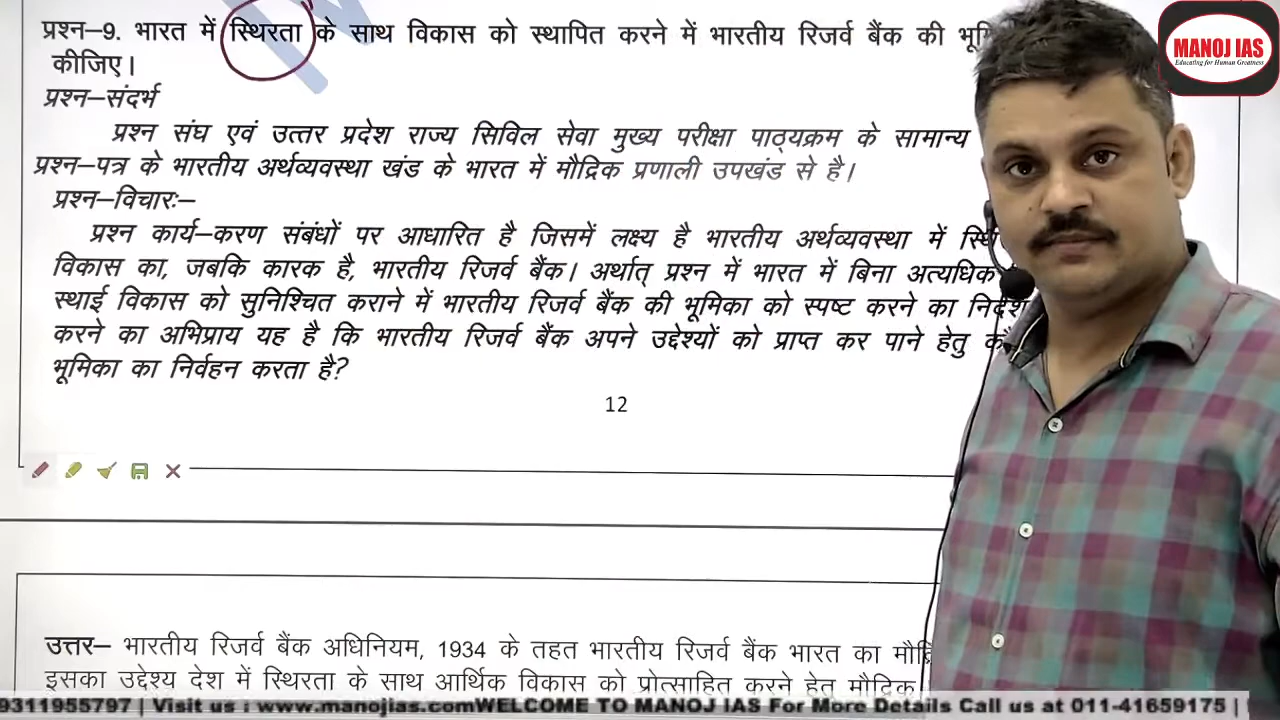 प्रश्न–9. भारत में स्थिरता के साथ विकास को स्थापित करने में भारतीय रिजर्व बैंक की
कीजिए।
प्रश्न–संदर्भ
प्रश्न संघ एवं उत्तर प्रदेश राज्य सिविल सेवा मुख्य परीक्षा पाठ्यक्रम के सामान्य
प्रश्न–पत्र के भारतीय अर्थव्यवस्था खंड के भारत में मौद्रिक प्रणाली उपखंड से है।
प्रश्न–विचारः–
प्रश्न कार्य–करण संबंधों पर आधारित है जिसमें लक्ष्य है भारतीय अर्थव्यवस्था में
विकास का, जबकि कारक है, भारतीय रिजर्व बैंक। अर्थात् प्रश्न में भारत में बिना अत्यधिक
स्थाई विकास को सुनिश्चित कराने में भारतीय रिजर्व बैंक की भूमिका को स्पष्ट करने का निर्देश
करने का अभिप्राय यह है कि भारतीय रिजर्व बैंक अपने उद्देश्यों को प्राप्त कर पाने हेतु
भूमिका का निर्वहन करता है?
12
उत्तर– भारतीय रिजर्व बैंक अधिनियम, 1934 के तहत भारतीय रिजर्व बैंक भारत का
इसका उद्देश्य देश में स्थिरता के साथ आर्थिक विकास को प्रोत्साहित करने हेतु मौद्रिक
MANOJ IAS
Educating for Human Greatness
9311955797 | Visit us : www.manojias.comWELCOME TO MANOJ IAS For More Details Call us at 011-41659175 |